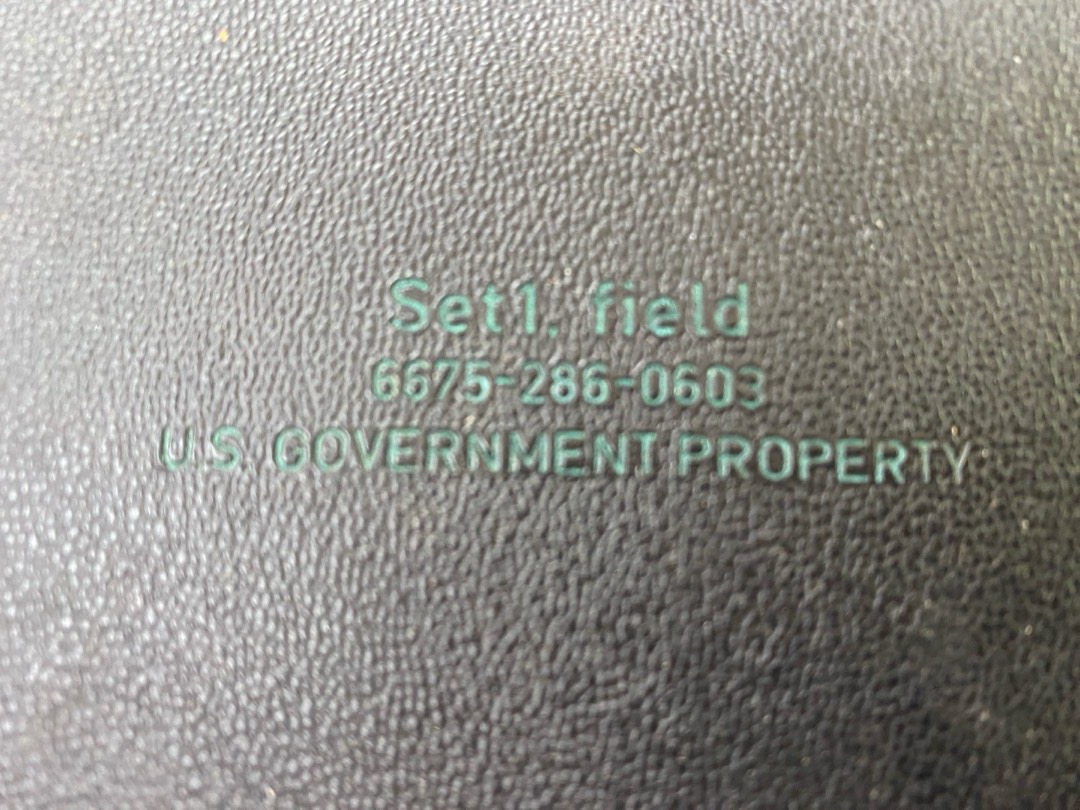 Set1, field
6675-286-0603
U.S. GOVERNMENT PROPERTY